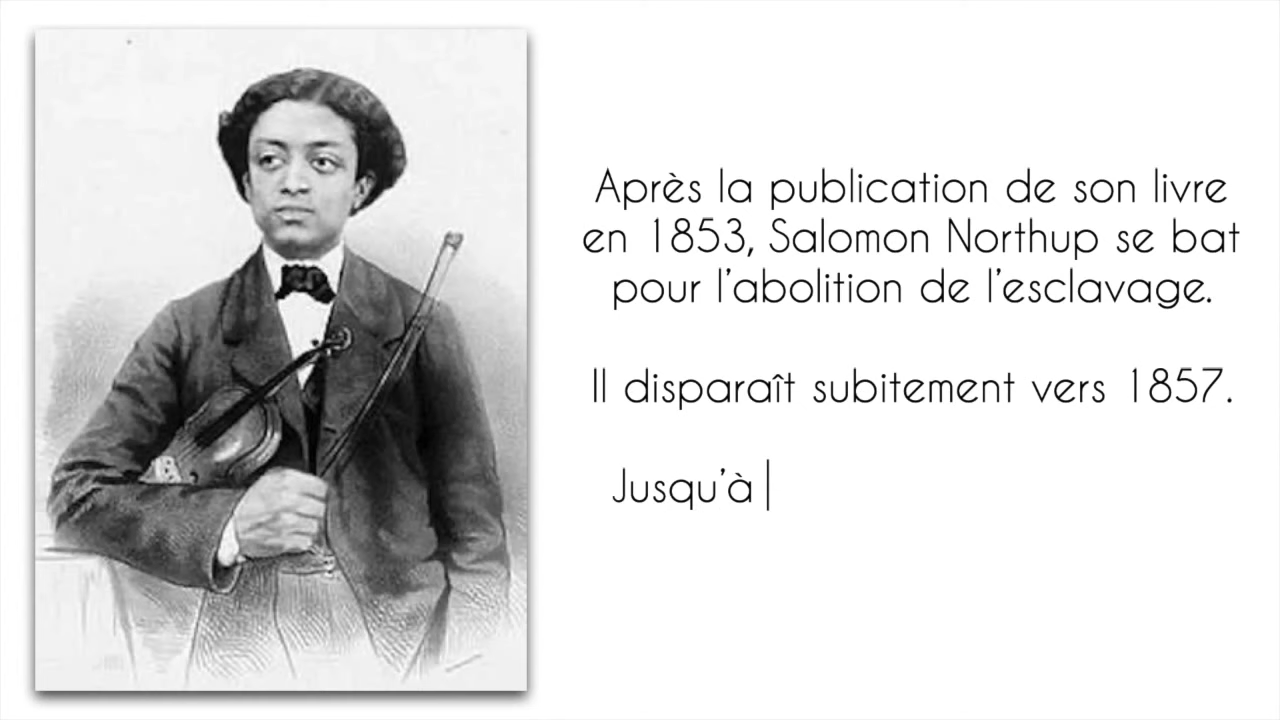 Après la publication de son livre
en 1853, Salomon Northup se bat
pour l'abolition de l'esclavage.
Il disparaît subitement vers 1857.
Jusqu'à